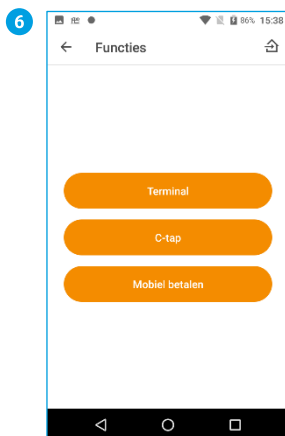 6
86% 15:38
Functies
Terminal
C-tap
Mobiel betalen